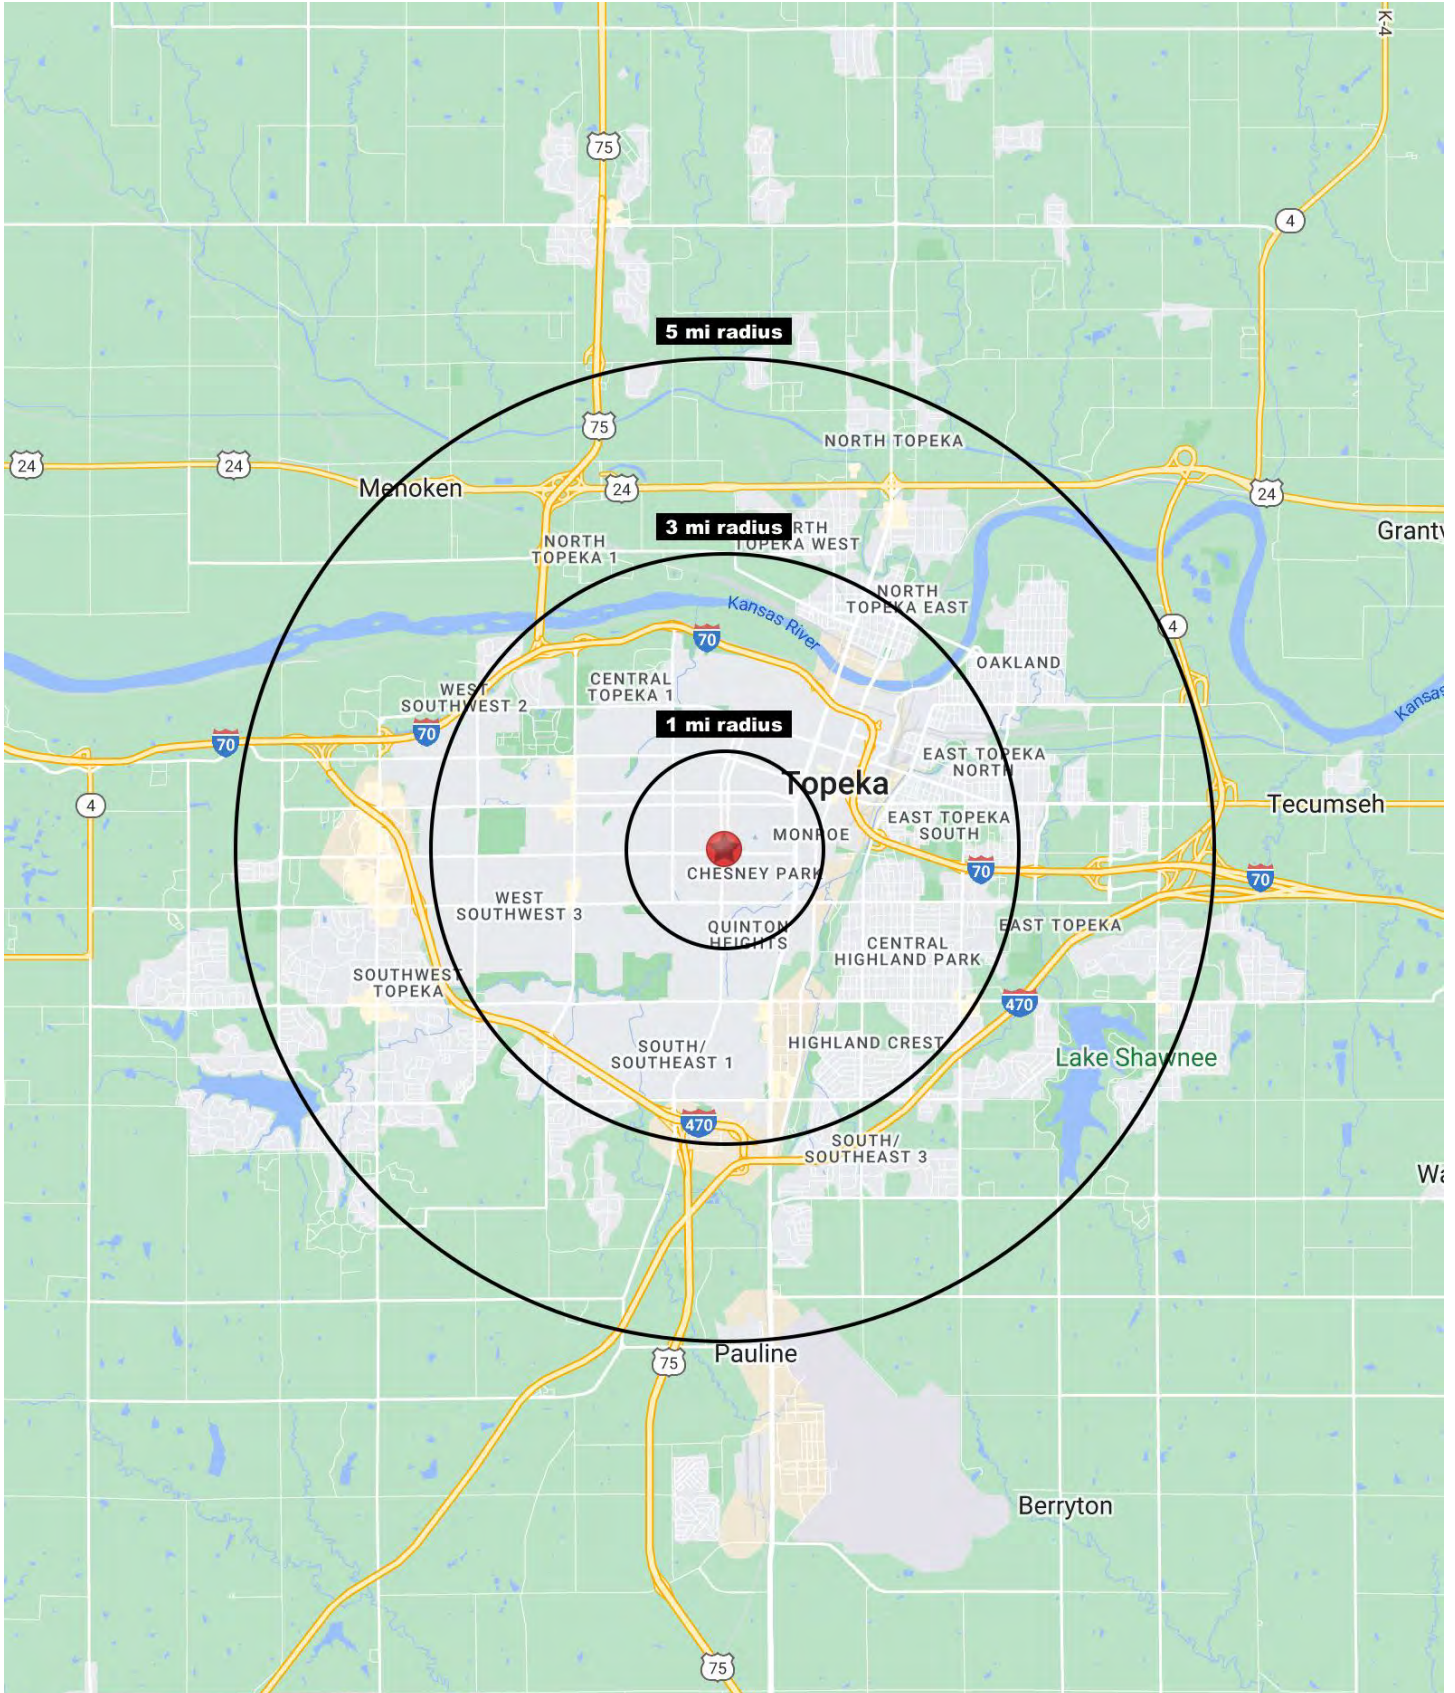 K-4
75
4
5 mi radius
75
NORTH TOPEKA
24
24
Menoken
24
24
3 mi radius
RTH
TOPEKA WEST
Grantv
NORTH
TOPEKA 1
NORTH
TOPEKA EAST
Kansas River
4
70
OAKLAND
CENTRAL
TOPEKA 1
WEST
SOUTHWEST 2
Kansas
1 mi radius
70
70
EAST TOPEKA
NORTH
Topeka
4
Tecumseh
EAST TOPEKA
SOUTH
MONROE
CHESNEY PARK
70
70
WEST
SOUTHWEST 3
QUINTON
HEIGHTS
EAST TOPEKA
CENTRAL
HIGHLAND PARK
SOUTHWEST
TOPEKA
470
HIGHLAND CREST
SOUTH/
SOUTHEAST 1
Lake Shawnee
470
SOUTH/
SOUTHEAST 3
Wa
Pauline
75
Berryton
75